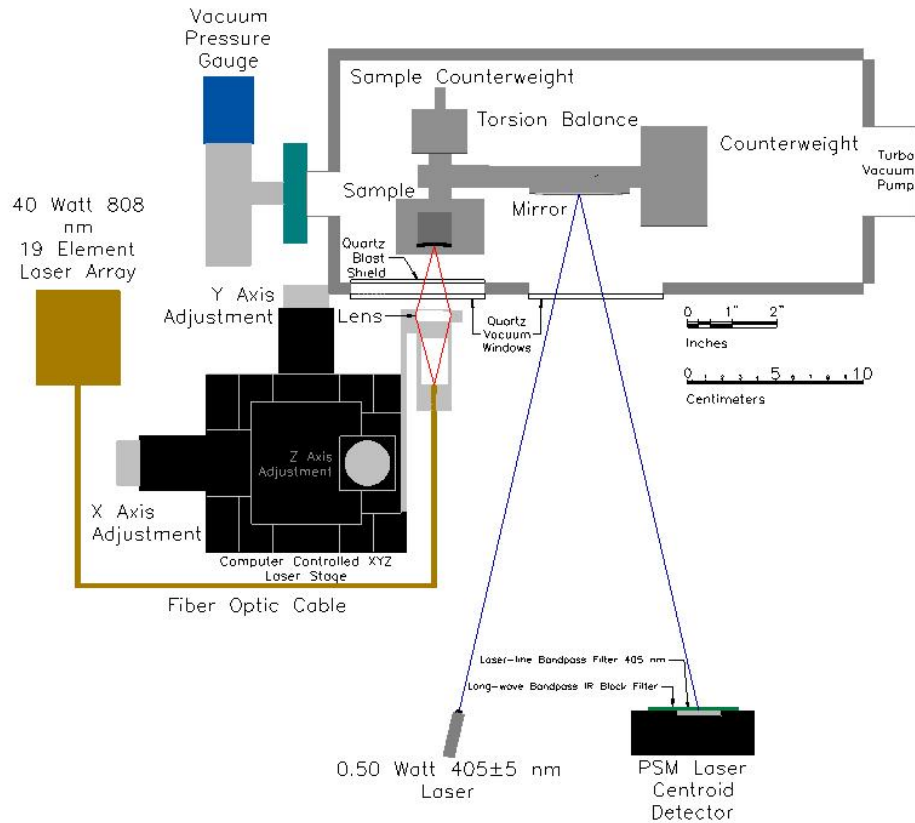 Vacuum
Pressure
Gauge
Sample Counterweight
Torsion Balance
Counterweight
Turbo
Vacuum
Pump
Sample
Mirror
40 Watt 808
nm
19 Element
Laser Array
Quartz
Blast
Shield
Y Axis
Adjustment
Lens
Quartz
Vacuum
Windows
0 1" 2"
Inches
0 5 10
Centimeters
Z Axis
Adjustment
X Axis
Adjustment
Computer Controlled XYZ
Laser Stage
Fiber Optic Cable
Laser-line Bandpass Filter 405 nm
Long-wave Bandpass IR Block Filter
0.50 Watt 405±5 nm
Laser
PSM Laser
Centroid
Detector